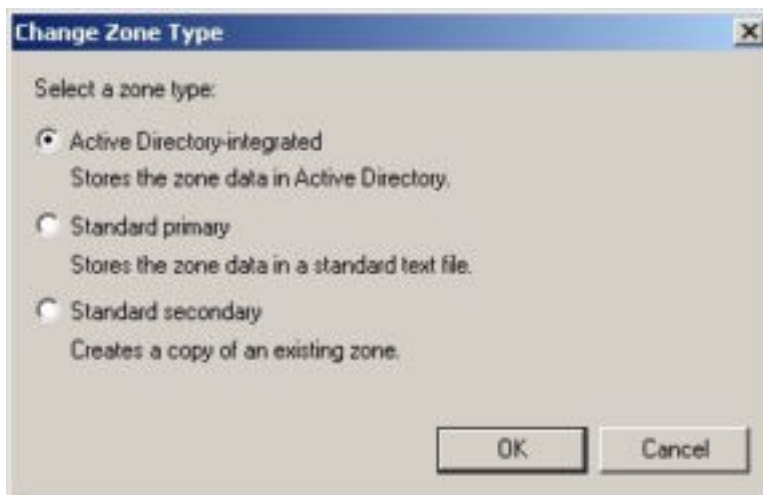 Change Zone Type
Select a zone type:
Active Directory-integrated
Stores the zone data in Active Directory.
Standard primary
Stores the zone data in a standard text file.
Standard secondary
Creates a copy of an existing zone.
OK Cancel